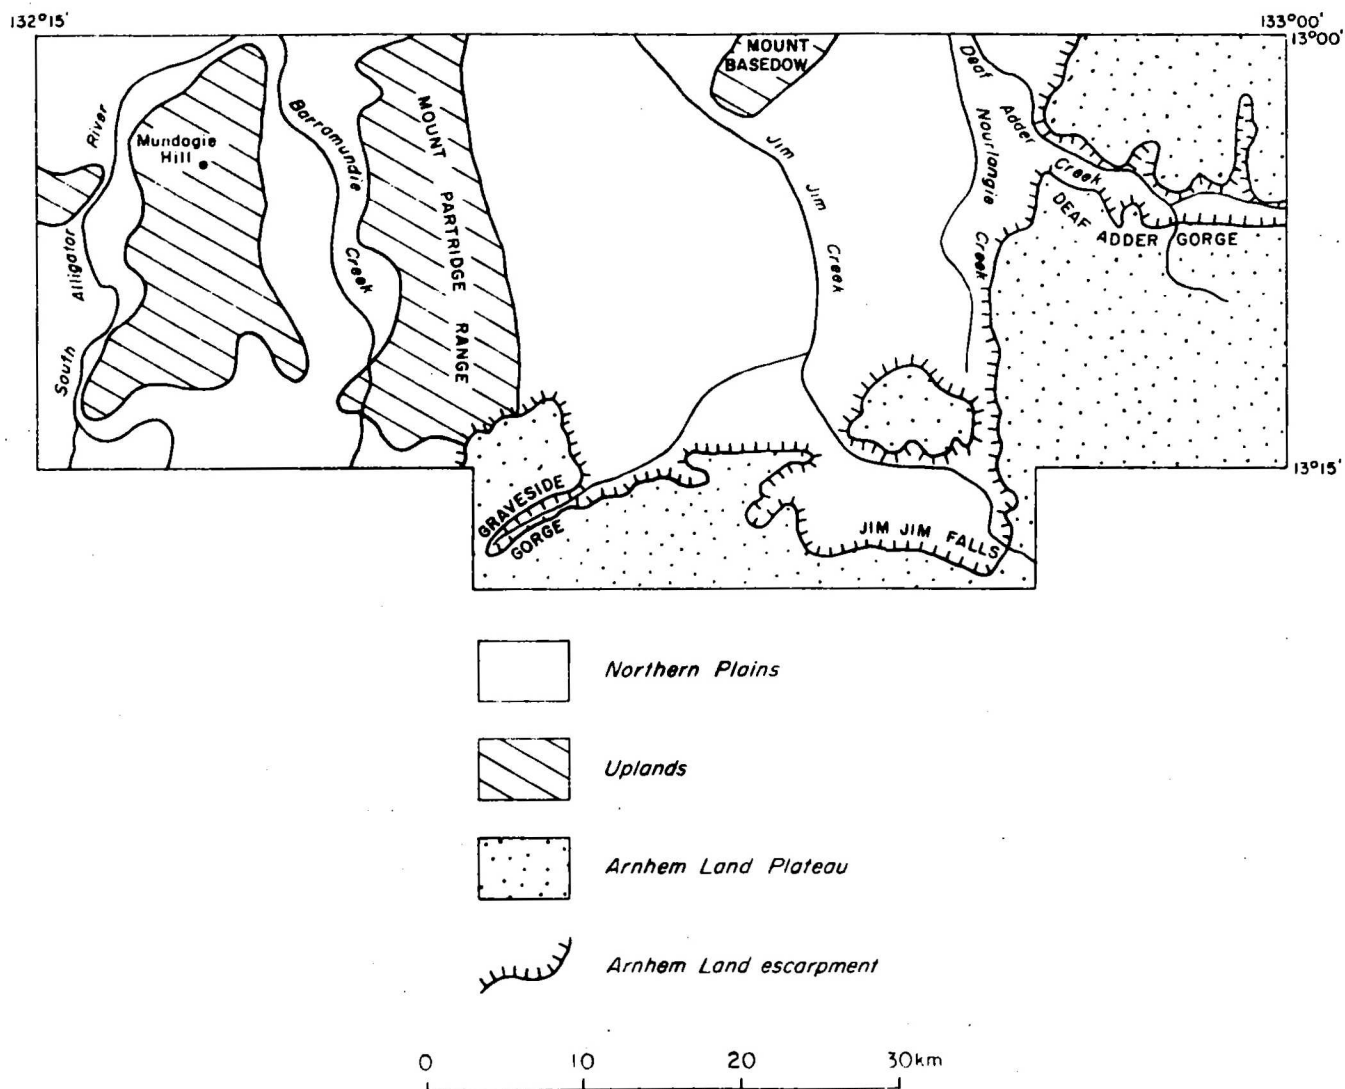 132°15'
133°00'
13°00'
MOUNT
BASEDOW
Deaf
Adder
Creek
River
Barramundie
Creek
MOUNT
PARTRIDGE
RANGE
Mundogie
Hill
Jim
Jim
Creek
Nourlangie
Creek
DEAF
ADDER GORGE
Alligator
South
13°15'
GRAVESIDE
GORGE
JIM JIM FALLS
Northern Plains
Uplands
Arnhem Land Plateau
Arnhem Land escarpment
0 10 20 30km